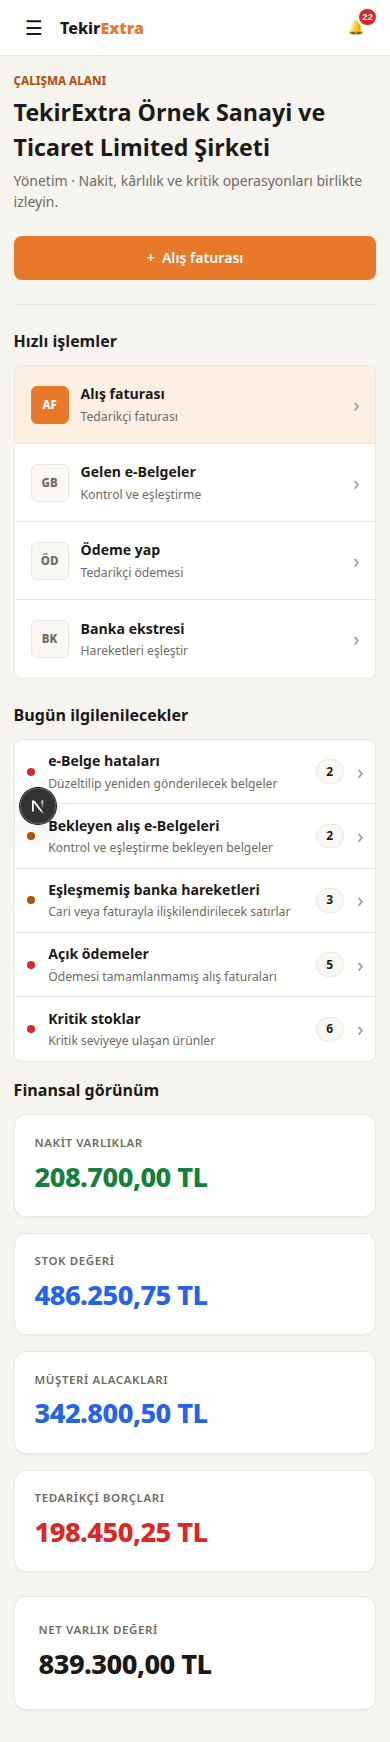 TekirExtra
22
ÇALIŞMA ALANI
TekirExtra Örnek Sanayi ve
Ticaret Limited Şirketi
Yönetim · Nakit, kârlılık ve kritik operasyonları birlikte
izleyin.
+ Alış faturası
Hızlı işlemler
AF
Alış faturası
Tedarikçi faturası
GB
Gelen e-Belgeler
Kontrol ve eşleştirme
ÖD
Ödeme yap
Tedarikçi ödemesi
BK
Banka ekstresi
Hareketleri eşleştir
Bugün ilgilenilecekler
e-Belge hataları
Düzeltilip yeniden gönderilecek belgeler
2
N
Bekleyen alış e-Belgeleri
Kontrol ve eşleştirme bekleyen belgeler
2
Eşleşmemiş banka hareketleri
Cari veya faturayla ilişkilendirilecek satırlar
3
Açık ödemeler
Ödemesi tamamlanmamış alış faturaları
5
Kritik stoklar
Kritik seviyeye ulaşan ürünler
6
Finansal görünüm
NAKİT VARLIKLAR
208.700,00 TL
STOK DEĞERİ
486.250,75 TL
MÜŞTERİ ALACAKLARI
342.800,50 TL
TEDARİKÇİ BORÇLARI
198.450,25 TL
NET VARLIK DEĞERİ
839.300,00 TL